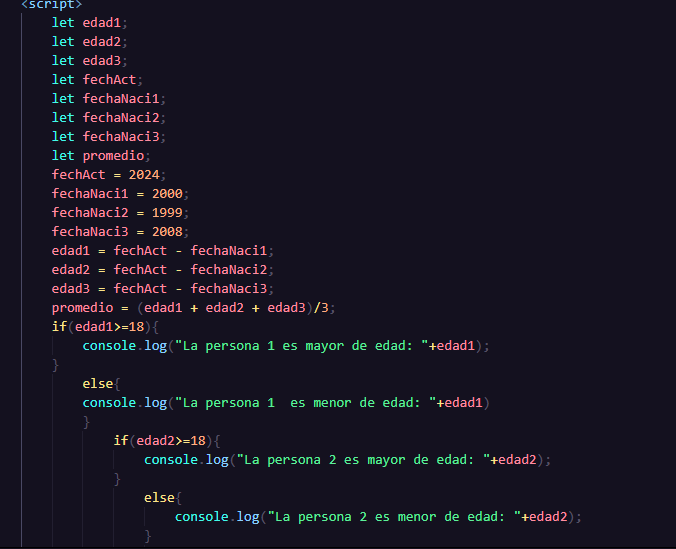 <script>
let edad1;
let edad2;
let edad3;
let fechAct;
let fechaNaci1;
let fechaNaci2;
let fechaNaci3;
let promedio;
fechAct = 2024;
fechaNaci1 = 2000;
fechaNaci2 = 1999;
fechaNaci3 = 2008;
edad1 = fechAct - fechaNaci1;
edad2 = fechAct - fechaNaci2;
edad3 = fechAct - fechaNaci3;
promedio = (edad1 + edad2 + edad3)/3;
if(edad1>=18){
console.log("La persona 1 es mayor de edad: "+edad1);
}
else{
console.log("La persona 1  es menor de edad: "+edad1)
}
if(edad2>=18){
console.log("La persona 2 es mayor de edad: "+edad2);
}
else{
console.log("La persona 2 es menor de edad: "+edad2);
}